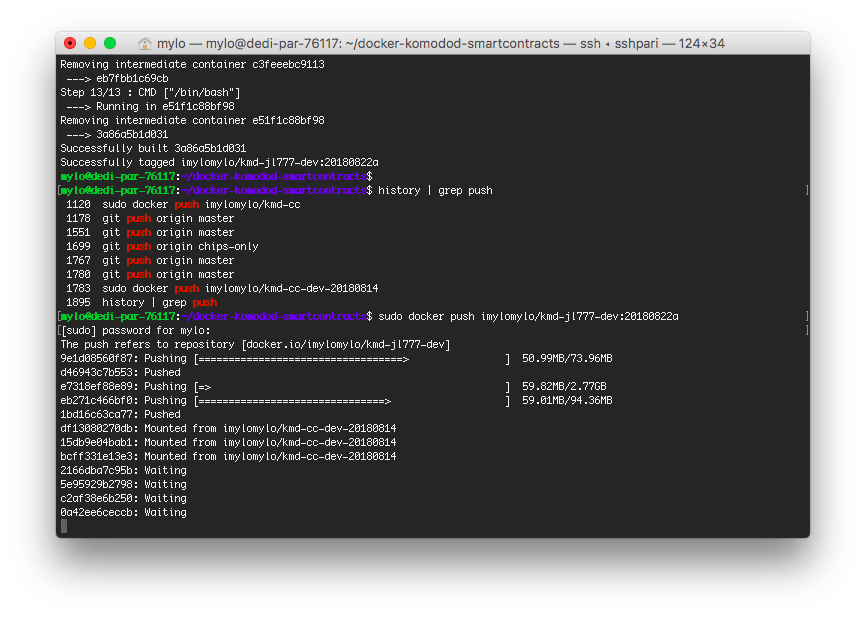 mylo — mylo@dedi-par-76117: ~/docker-komodod-smartcontracts — ssh ◂ sshpari — 124×34
Removing intermediate container c3feeebc9113
 ---> eb7fbb1c69cb
Step 13/13 : CMD ["/bin/bash"]
 ---> Running in e51f1c88bf98
Removing intermediate container e51f1c88bf98
 ---> 3a86a5b1d031
Successfully built 3a86a5b1d031
Successfully tagged imylomylo/kmd-jl777-dev:20180822a
mylo@dedi-par-76117:~/docker-komodod-smartcontracts$
[mylo@dedi-par-76117:~/docker-komodod-smartcontracts$ history | grep push ]
 1120  sudo docker push imylomylo/kmd-cc
 1178  git push origin master
 1551  git push origin master
 1699  git push origin chips-only
 1767  git push origin master
 1780  git push origin master
 1783  sudo docker push imylomylo/kmd-cc-dev-20180814
 1895  history | grep push
[mylo@dedi-par-76117:~/docker-komodod-smartcontracts$ sudo docker push imylomylo/kmd-jl777-dev:20180822a ]
[[sudo] password for mylo: ]
The push refers to repository [docker.io/imylomylo/kmd-jl777-dev]
9e1d08560f87: Pushing [==================================>                ]  50.99MB/73.96MB
d46943c7b553: Pushed
e7318ef88e89: Pushing [=>                                                 ]  59.82MB/2.77GB
eb271c466bf0: Pushing [===============================>                   ]  59.01MB/94.36MB
1bd16c63ca77: Pushed
df13080270db: Mounted from imylomylo/kmd-cc-dev-20180814
15db9e04bab1: Mounted from imylomylo/kmd-cc-dev-20180814
bcff331e13e3: Mounted from imylomylo/kmd-cc-dev-20180814
2166dba7c95b: Waiting
5e95929b2798: Waiting
c2af38e6b250: Waiting
0a42ee6ceccb: Waiting